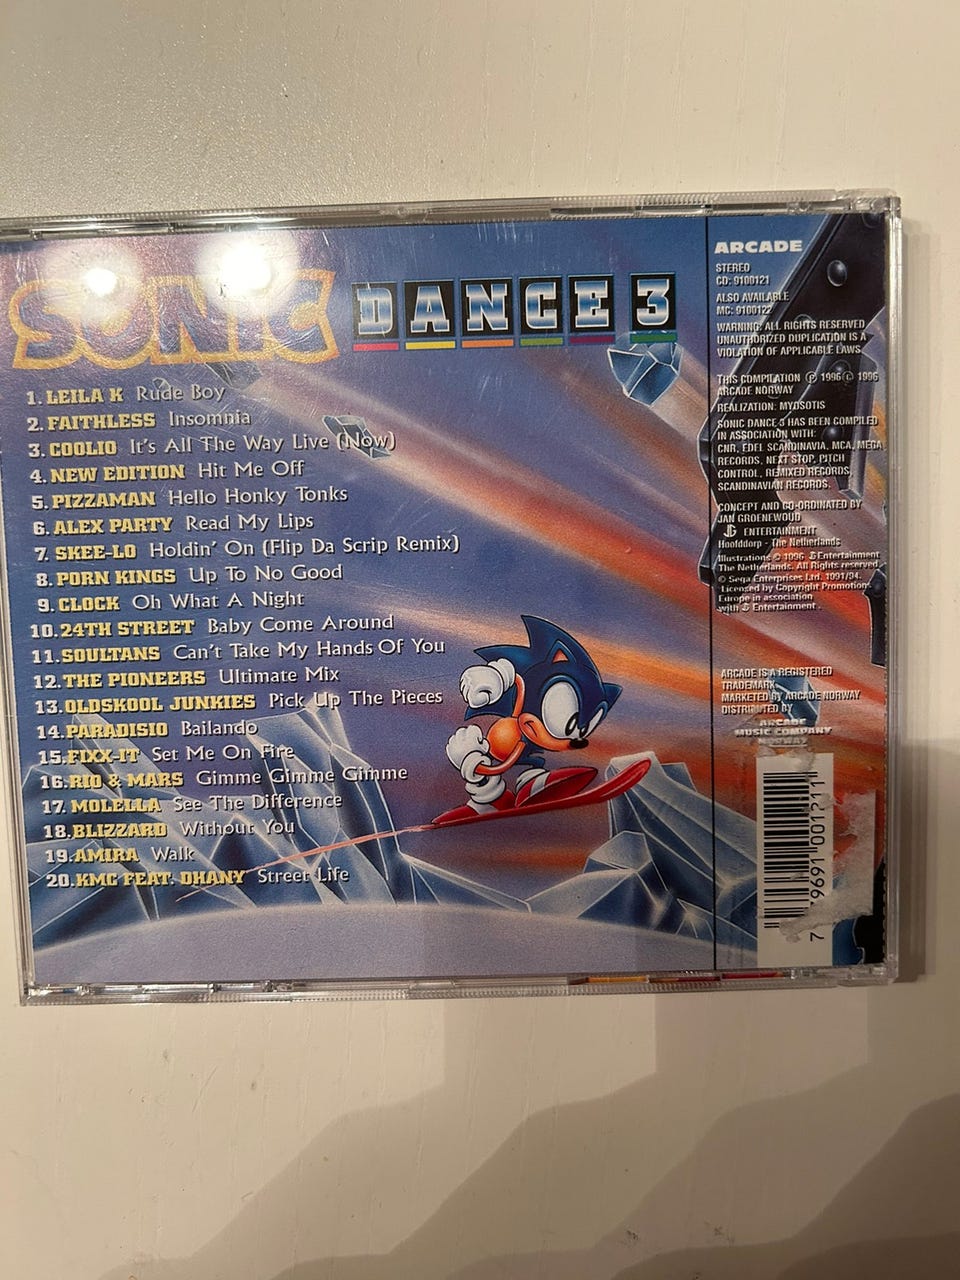 SONIC DANCE 3
1. LEILA K Rude Boy
2. FAITHLESS Insomnia
3. COOLIO It's All The Way Live (Now)
4. NEW EDITION Hit Me Off
5. PIZZAMAN Hello Honky Tonks
6. ALEX PARTY Read My Lips
7. SKEE-LO Holdin' On (Flip Da Scrip Remix)
8. PORN KINGS Up To No Good
9. CLOCK Oh What A Night
10. 24TH STREET Baby Come Around
11. SOULTANS Can't Take My Hands Of You
12. THE PIONEERS Ultimate Mix
13. OLDSKOOL JUNKIES Pick Up The Pieces
14. PARADISIO Bailando
15. FIXX-IT Set Me On Fire
16. RIO & MARS Gimme Gimme Gimme
17. MOLELLA See The Difference
18. BLIZZARD Without You
19. AMIRA Walk
20. KMC FEAT. DHANY Street Life
ARCADE
STEREO
CD: 9100121
ALSO AVAILABLE
MC: 9100122
WARNING: ALL RIGHTS RESERVED
UNAUTHORIZED DUPLICATION IS A
VIOLATION OF APPLICABLE LAWS
THIS COMPILATION ℗ 1996 © 1996
ARCADE NORWAY
REALIZATION: MYOSOTIS
SONIC DANCE 3 HAS BEEN COMPILED
IN ASSOCIATION WITH:
CNR, EDEL SCANDINAVIA, MCA, MEGA
RECORDS, NEXT STOP, PITCH
CONTROL, REMIXED RECORDS,
SCANDINAVIAN RECORDS.
CONCEPT AND CO-ORDINATED BY
JAN GROENEWOUD
JG ENTERTAINMENT
Hoofddorp - The Netherlands
Illustrations © 1996 JG Entertainment
The Netherlands. All Rights reserved
© Sega Enterprises Ltd. 1991/94.
Licensed by Copyright Promotions
Europe in association
with JG Entertainment.
ARCADE IS A REGISTERED
TRADEMARK
MARKETED BY ARCADE NORWAY
DISTRIBUTED BY
ARCADE
MUSIC COMPANY
NORWAY
7 96910 01211